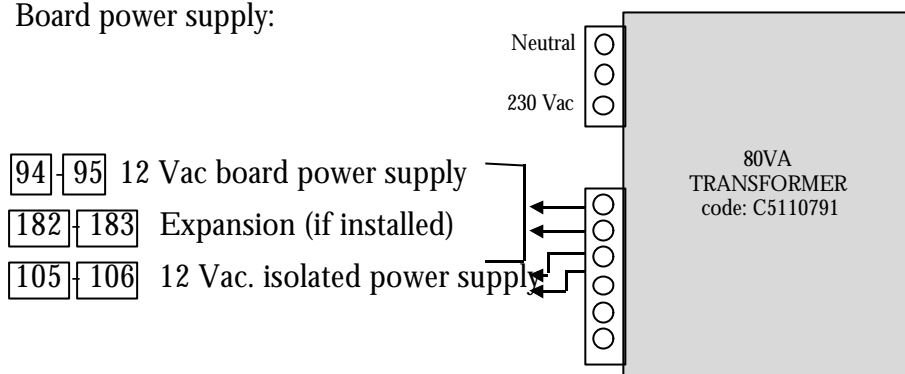 Board power supply:
Neutral
230 Vac
94 - 95 12 Vac board power supply
182 - 183 Expansion (if installed)
105 - 106 12 Vac. isolated power supply
80VA
TRANSFORMER
code: C5110791